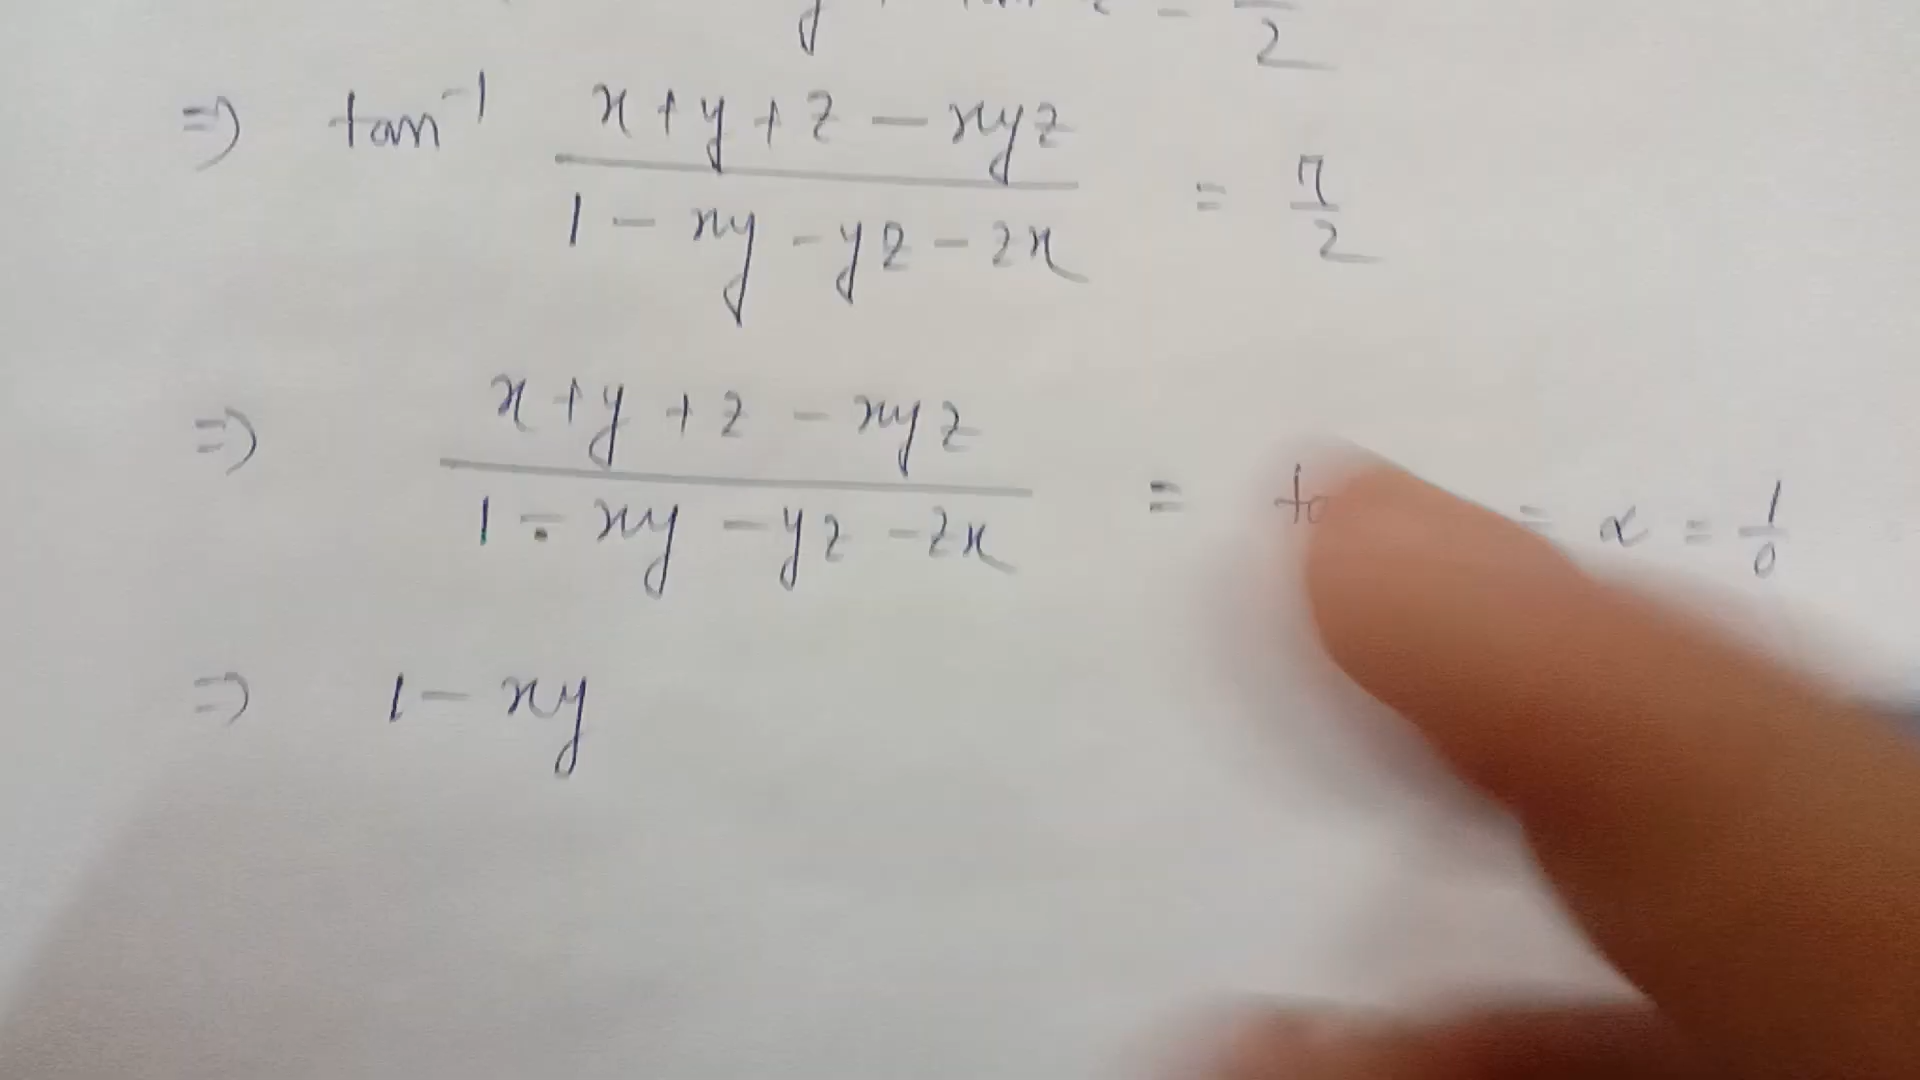 y + tan z = π/2
⇒ tan⁻¹ (x + y + z − xyz)/(1 − xy − yz − zx) = π/2
⇒ (x + y + z − xyz)/(1 − xy − yz − zx) = ta = ∝ = 1/0
⇒ 1 − xy